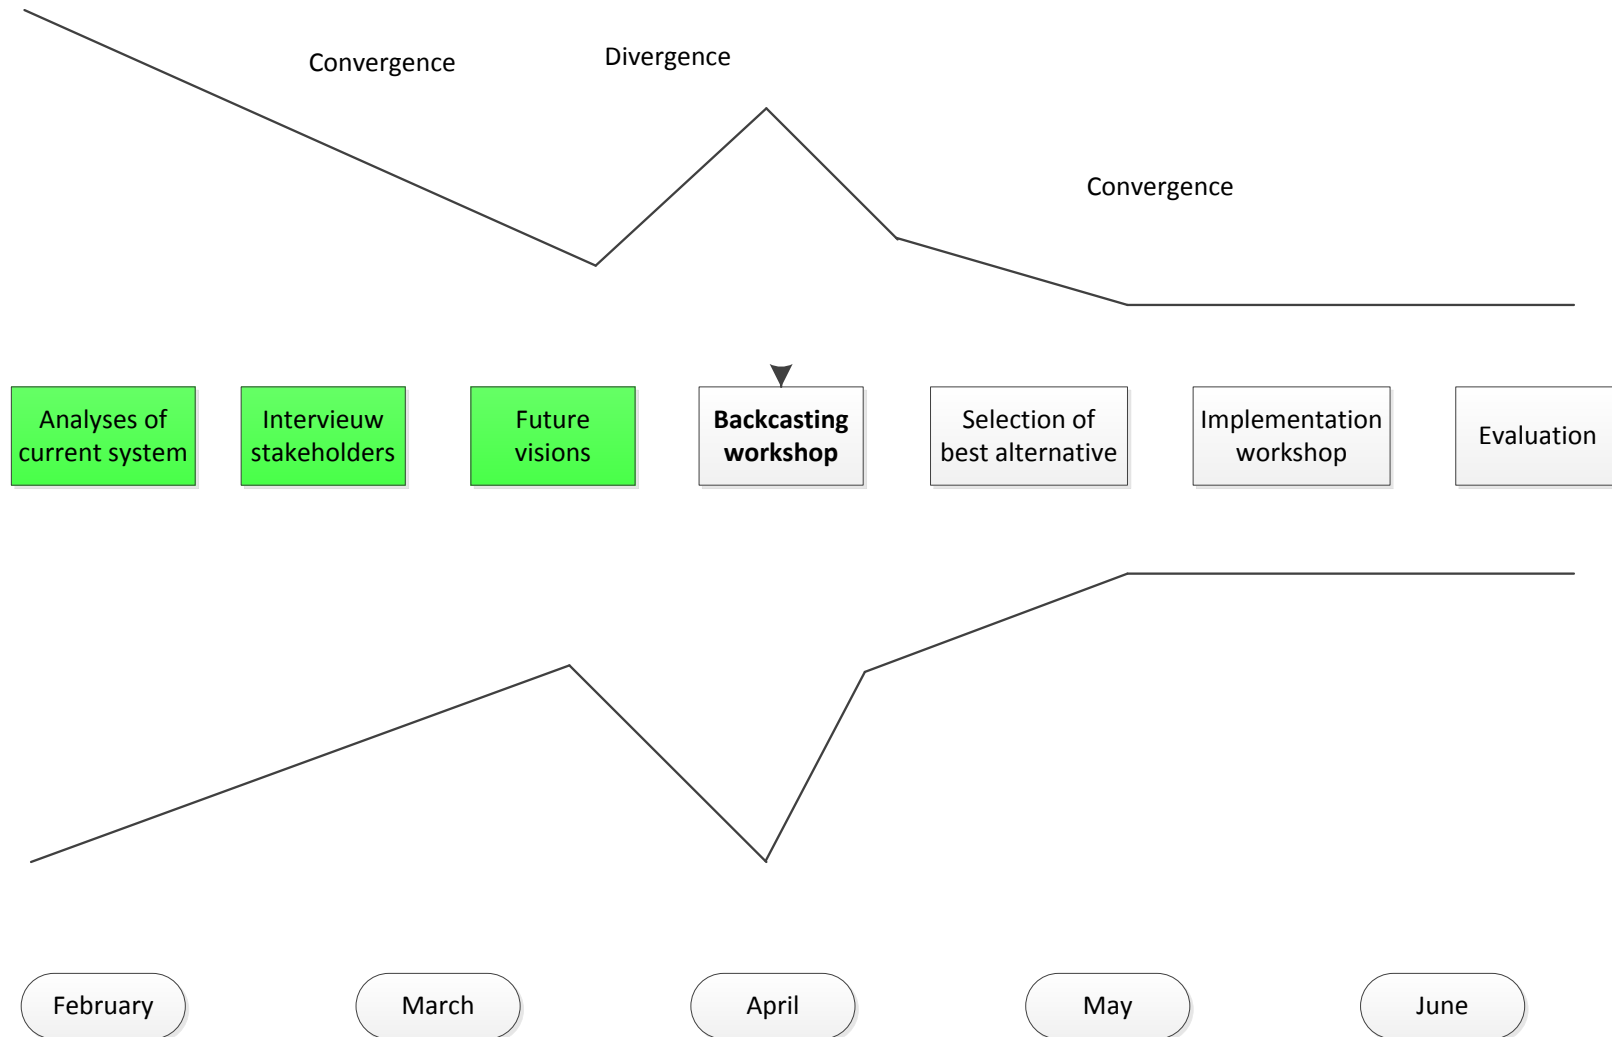 Convergence
Divergence
Convergence
Analyses of
current system
Intervieuw
stakeholders
Future
visions
Backcasting
workshop
Selection of
best alternative
Implementation
workshop
Evaluation
February
March
April
May
June